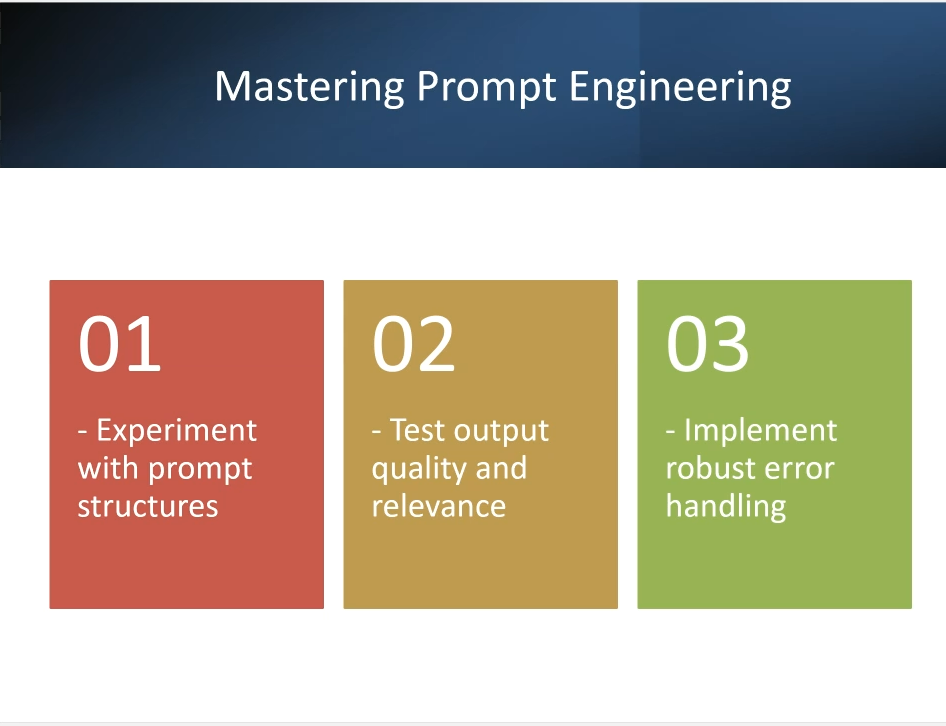 Mastering Prompt Engineering
01
- Experiment
with prompt
structures
02
- Test output
quality and
relevance
03
- Implement
robust error
handling